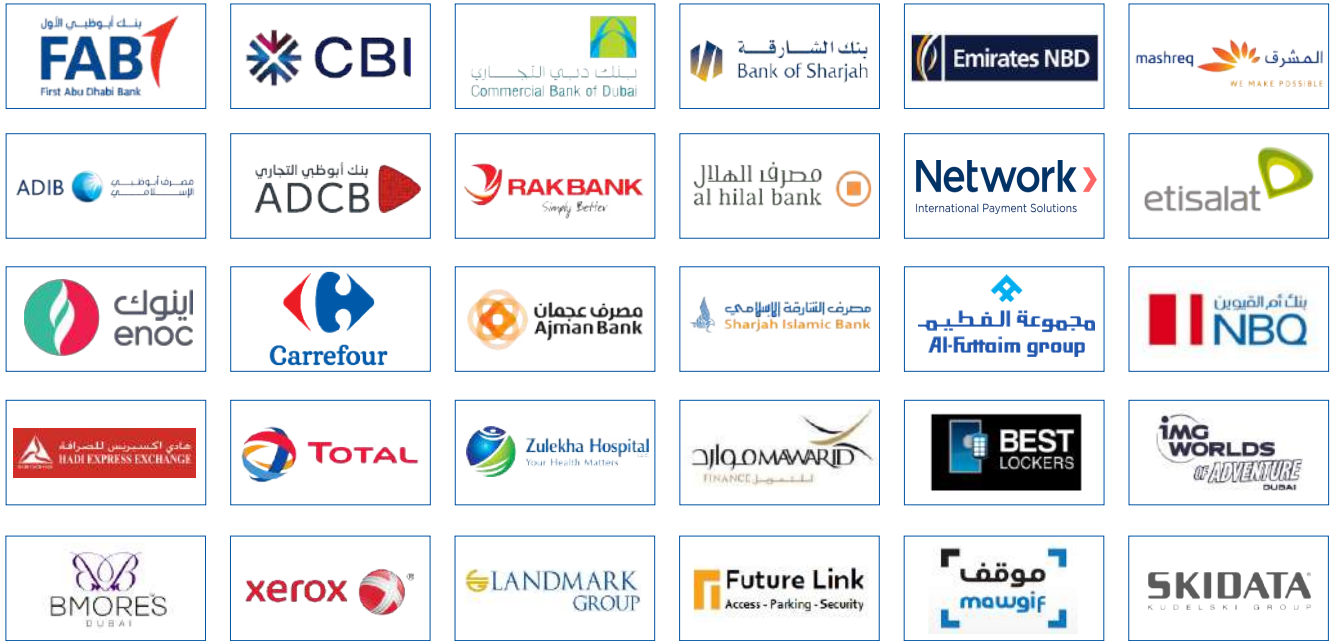 بنك أبوظبي الأول
FAB
First Abu Dhabi Bank
CBI
بنك دبي التجاري
Commercial Bank of Dubai
بنك الشارقة
Bank of Sharjah
Emirates NBD
mashreq المشرق
WE MAKE POSSIBLE
ADIB مصرف أبوظبي
الإسلامي
بنك أبوظبي التجاري
ADCB
RAKBANK
Simply Better
مصرف الهلال
al hilal bank
Network
International Payment Solutions
etisalat
اينوك
enoc
Carrefour
مصرف عجمان
Ajman Bank
مصرف الشارقة الإسلامي
Sharjah Islamic Bank
مجموعة الفطيم
Al-Futtaim group
بنك أم القيوين
NBQ
هادي اكسبريس للصرافة
HADI EXPRESS EXCHANGE
TOTAL
Zulekha Hospital
Your Health Matters
موارد MAWARID
FINANCE للتمويل
BEST
LOCKERS
iMG
WORLDS
OF ADVENTURE
DUBAI
BMORE'S
DUBAI
xerox ®
LANDMARK
GROUP
Future Link
Access - Parking - Security
موقف
mawgif
SKIDATA
KUDELSKI GROUP